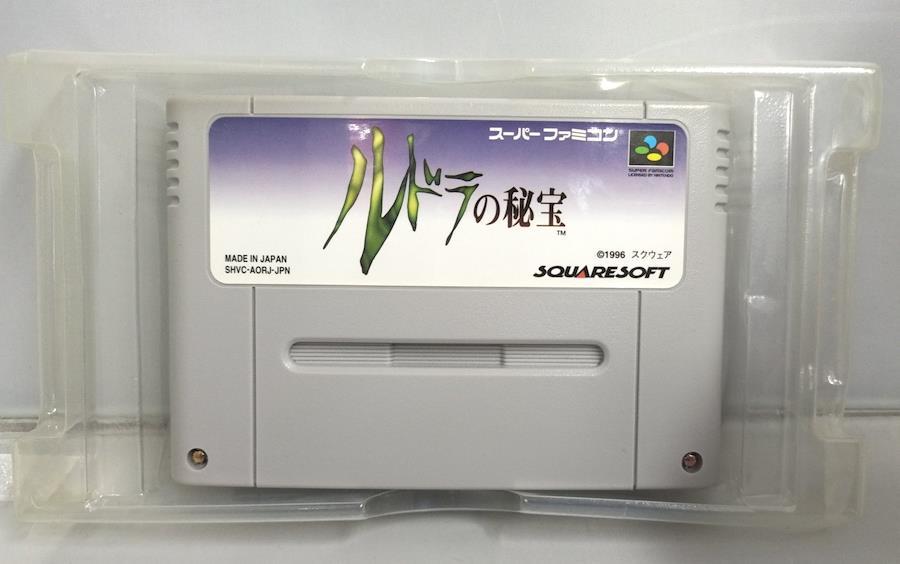 スーパーファミコン
SUPER FAMICOM
LICENSED BY NINTENDO
ルドラの秘宝
TM
MADE IN JAPAN
SHVC-AORJ-JPN
©1996 スクウェア
SQUARESOFT